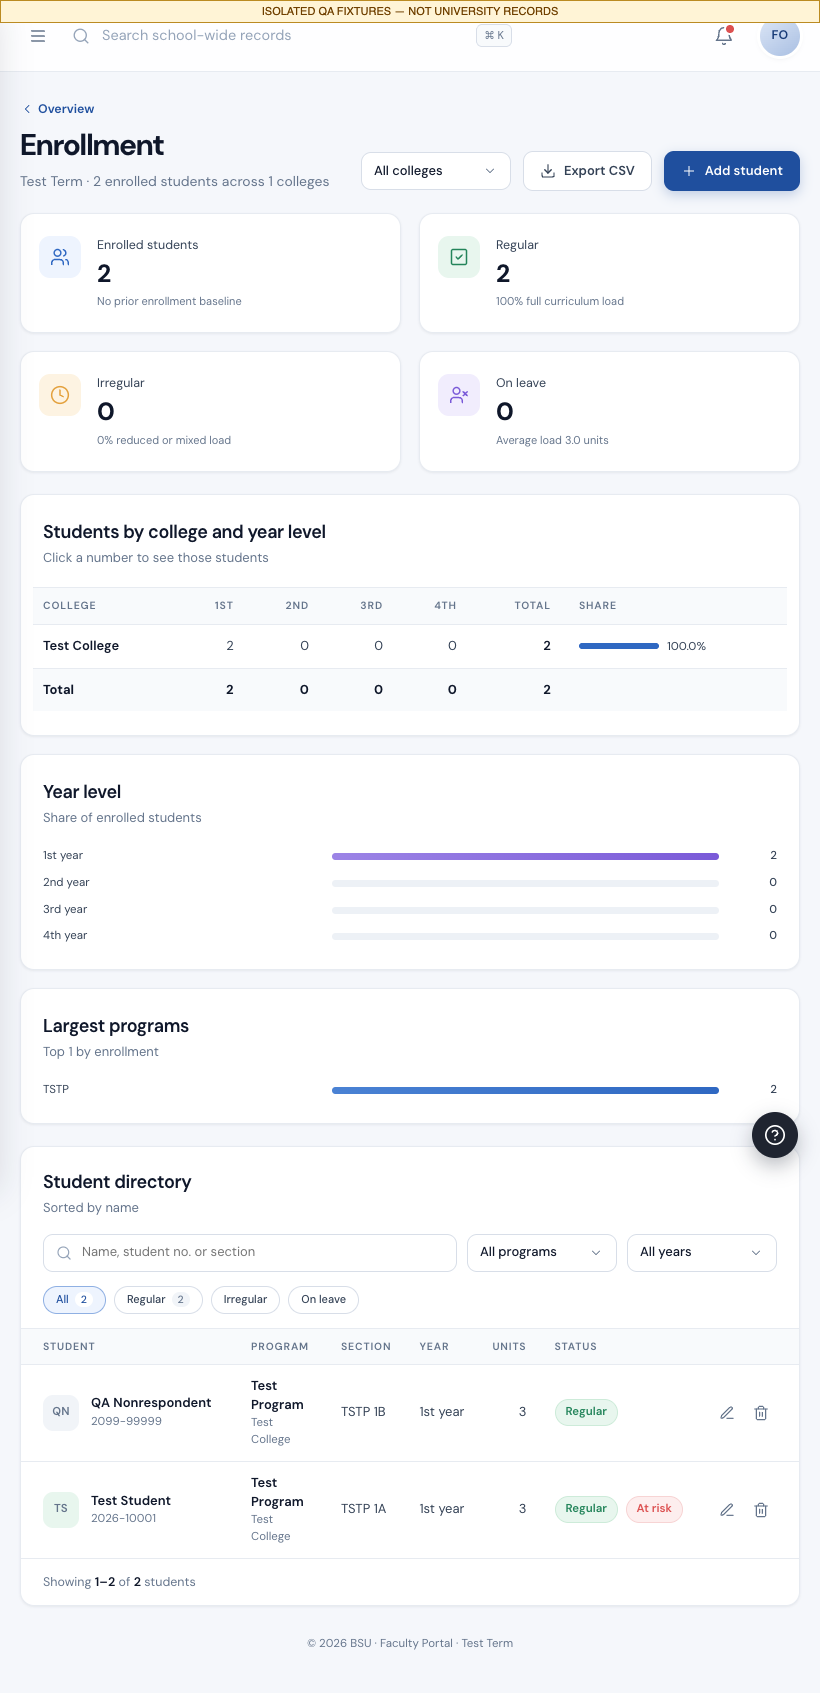 ISOLATED QA FIXTURES — NOT UNIVERSITY RECORDS
Search school-wide records
⌘ K
FO
Overview
Enrollment
Test Term · 2 enrolled students across 1 colleges
All colleges
Export CSV
Add student
Enrolled students
2
No prior enrollment baseline
Regular
2
100% full curriculum load
Irregular
0
0% reduced or mixed load
On leave
0
Average load 3.0 units
Students by college and year level
Click a number to see those students
COLLEGE 1ST 2ND 3RD 4TH TOTAL SHARE
Test College 2 0 0 0 2 100.0%
Total 2 0 0 0 2
Year level
Share of enrolled students
1st year 2
2nd year 0
3rd year 0
4th year 0
Largest programs
Top 1 by enrollment
TSTP 2
Student directory
Sorted by name
Name, student no. or section
All programs
All years
All 2
Regular 2
Irregular
On leave
STUDENT PROGRAM SECTION YEAR UNITS STATUS
QN
QA Nonrespondent
2099-99999
Test
Program
Test
College
TSTP 1B
1st year
3
Regular
TS
Test Student
2026-10001
Test
Program
Test
College
TSTP 1A
1st year
3
Regular
At risk
Showing 1–2 of 2 students
© 2026 BSU · Faculty Portal · Test Term